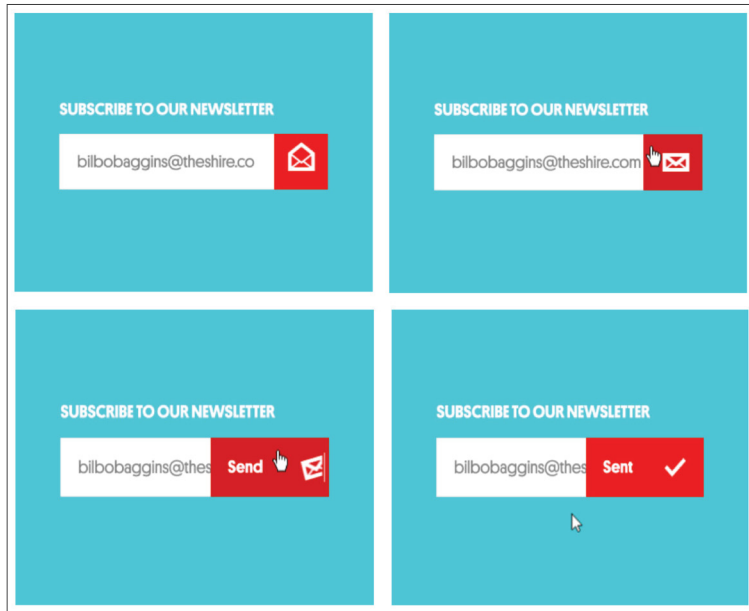 SUBSCRIBE TO OUR NEWSLETTER
bilbobaggins@theshire.co
SUBSCRIBE TO OUR NEWSLETTER
bilbobaggins@theshire.com
SUBSCRIBE TO OUR NEWSLETTER
bilbobaggins@thes Send
SUBSCRIBE TO OUR NEWSLETTER
bilbobaggins@thes Sent